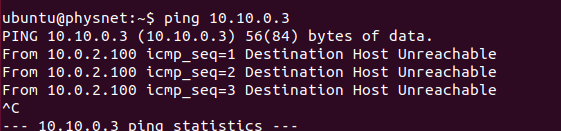 ubuntu@physnet:~$ ping 10.10.0.3
PING 10.10.0.3 (10.10.0.3) 56(84) bytes of data.
From 10.0.2.100 icmp_seq=1 Destination Host Unreachable
From 10.0.2.100 icmp_seq=2 Destination Host Unreachable
From 10.0.2.100 icmp_seq=3 Destination Host Unreachable
^C
--- 10.10.0.3 ping statistics ---